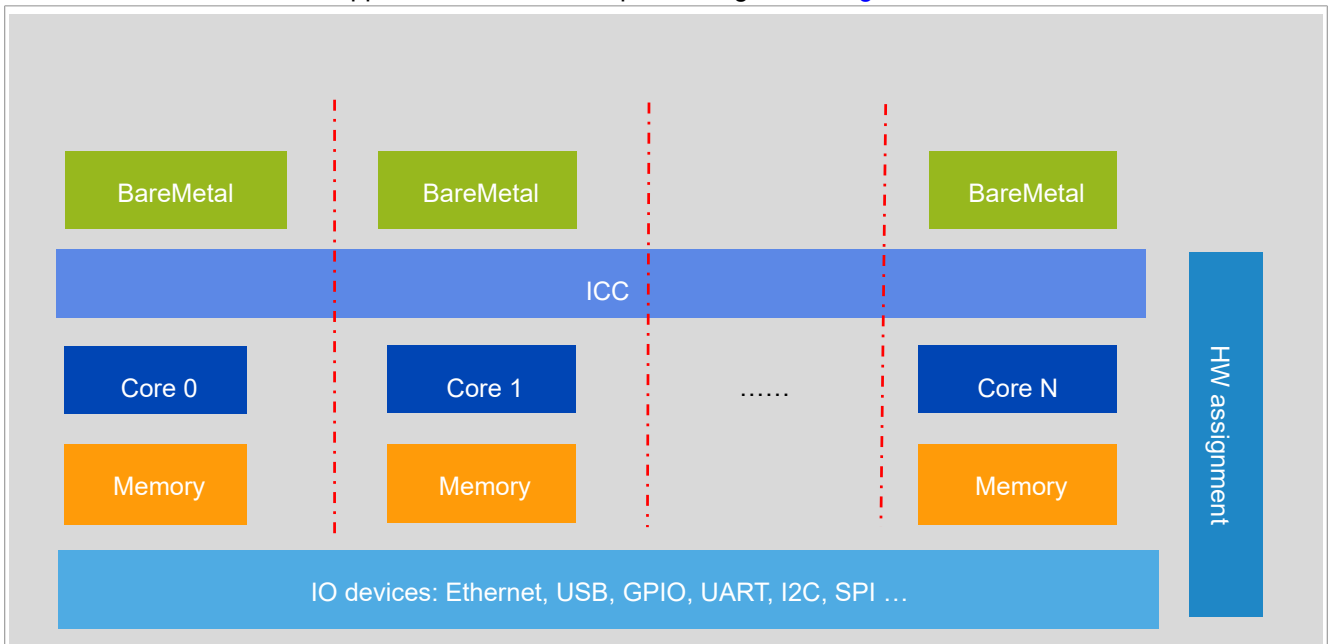 BareMetal BareMetal BareMetal
ICC
Core 0 Core 1 …… Core N
Memory Memory Memory
HW assignment
IO devices: Ethernet, USB, GPIO, UART, I2C, SPI …